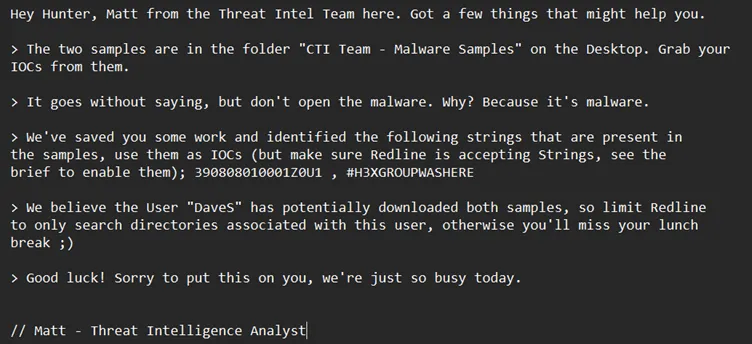 Hey Hunter, Matt from the Threat Intel Team here. Got a few things that might help you.
> The two samples are in the folder "CTI Team - Malware Samples" on the Desktop. Grab your
IOCs from them.
> It goes without saying, but don't open the malware. Why? Because it's malware.
> We've saved you some work and identified the following strings that are present in
the samples, use them as IOCs (but make sure Redline is accepting Strings, see the
brief to enable them); 390808010001Z0U1 , #H3XGROUPWASHERE
> We believe the User "DaveS" has potentially downloaded both samples, so limit Redline
to only search directories associated with this user, otherwise you'll miss your lunch
break ;)
> Good luck! Sorry to put this on you, we're just so busy today.
// Matt - Threat Intelligence Analyst